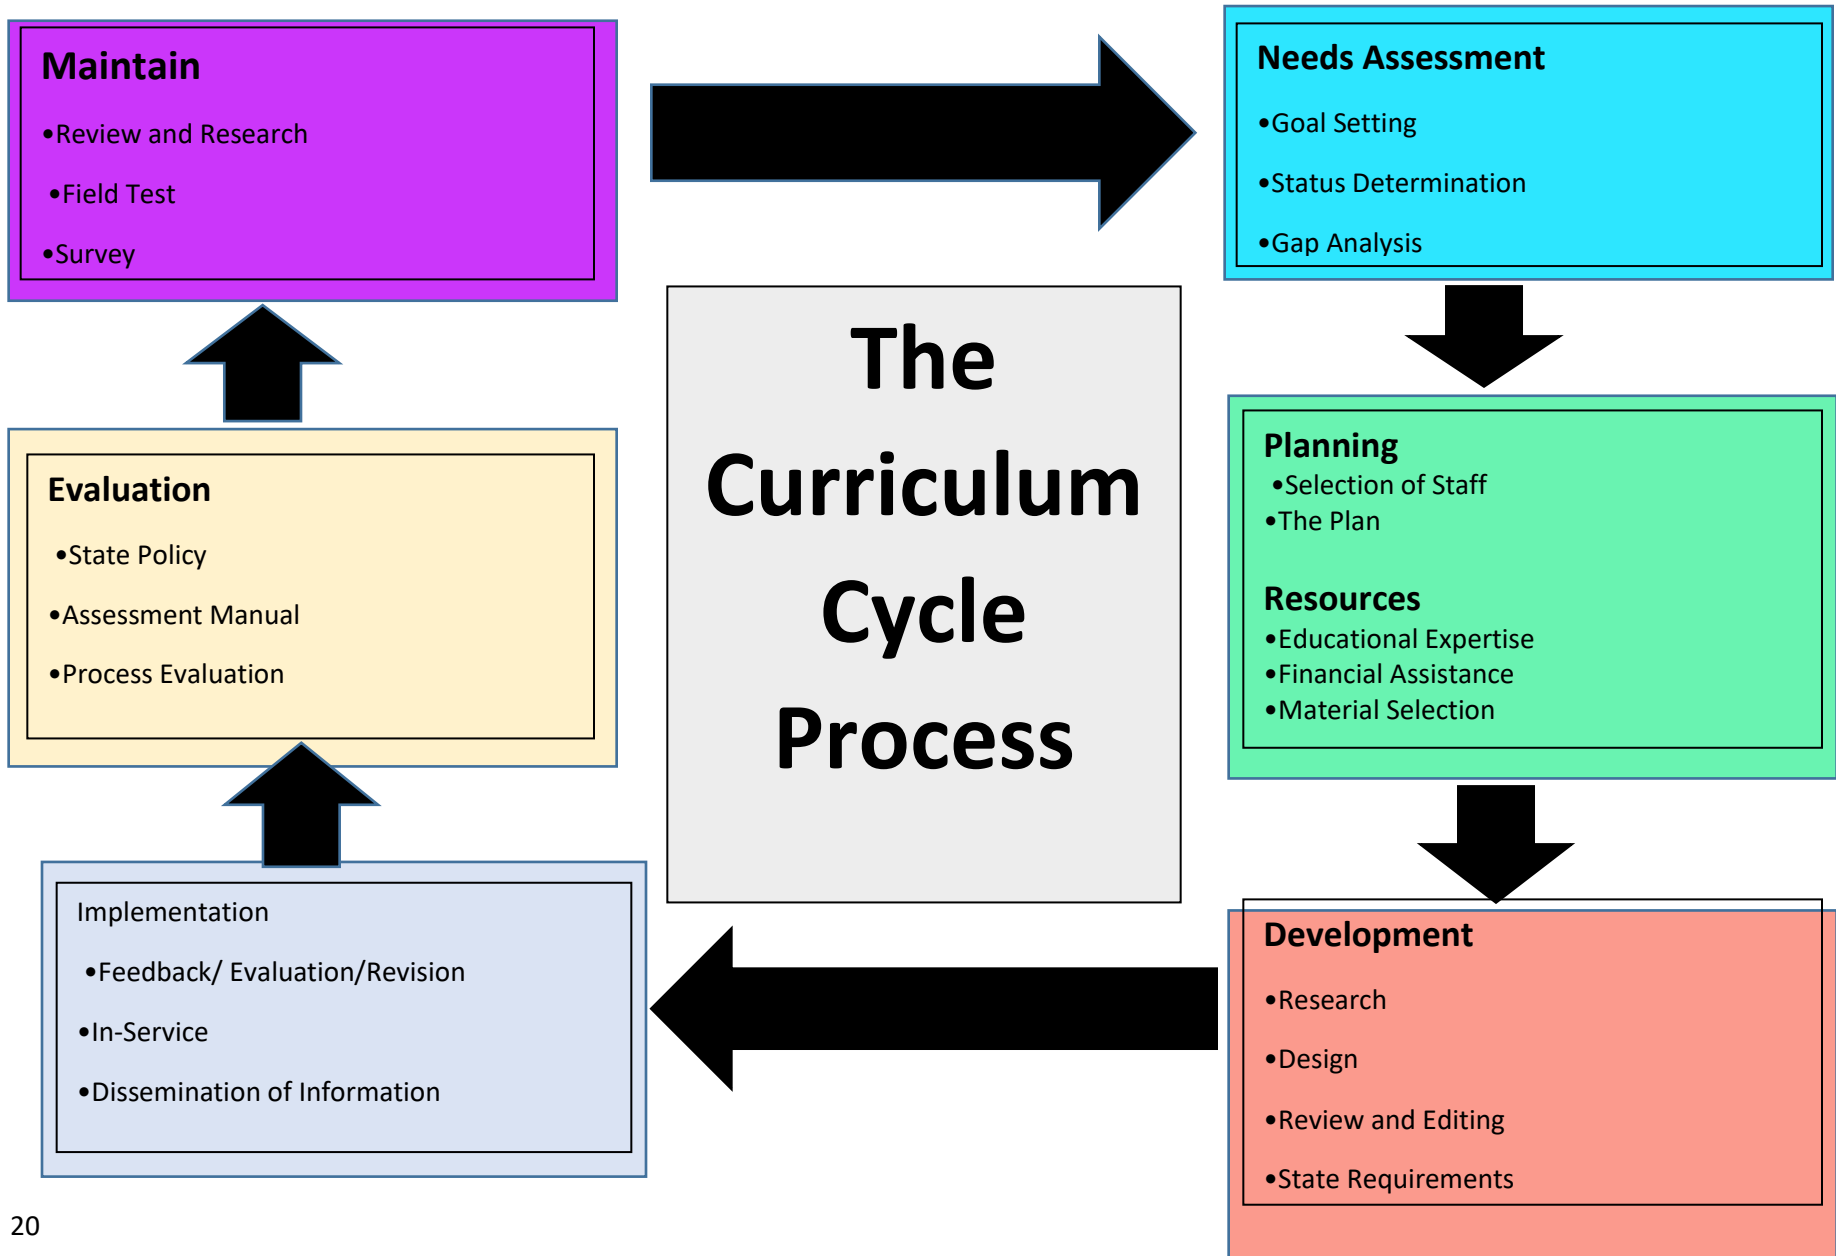 Maintain
•Review and Research
•Field Test
•Survey
Needs Assessment
•Goal Setting
•Status Determination
•Gap Analysis
The
Curriculum
Cycle
Process
Planning
•Selection of Staff
•The Plan
Resources
•Educational Expertise
•Financial Assistance
•Material Selection
Evaluation
•State Policy
•Assessment Manual
•Process Evaluation
Implementation
•Feedback/ Evaluation/Revision
•In-Service
•Dissemination of Information
Development
•Research
•Design
•Review and Editing
•State Requirements
20